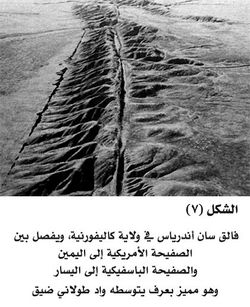 الشكل (٧)
فالق سان أندرياس في ولاية كاليفورنية، ويفصل بين
الصفيحة الأمريكية إلى اليمين
والصفيحة الباسفيكية إلى اليسار
وهو مميز بعرف يتوسطه واد طولاني ضيق